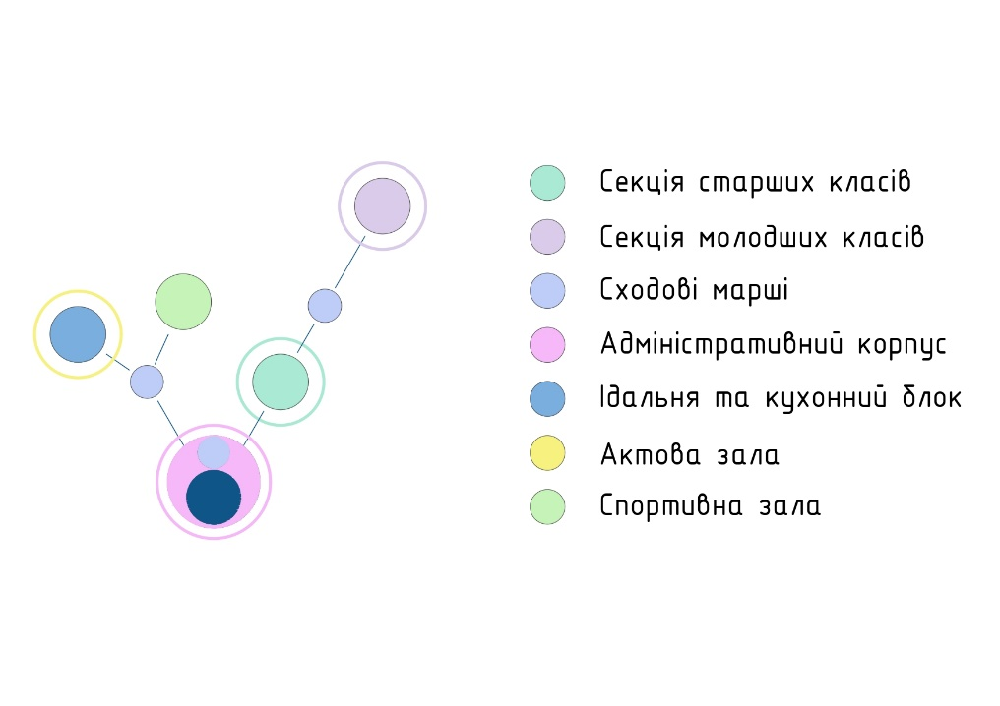 Секція старших класів
Секція молодших класів
Сходові марші
Адміністративний корпус
Їдальня та кухонний блок
Актова зала
Спортивна зала